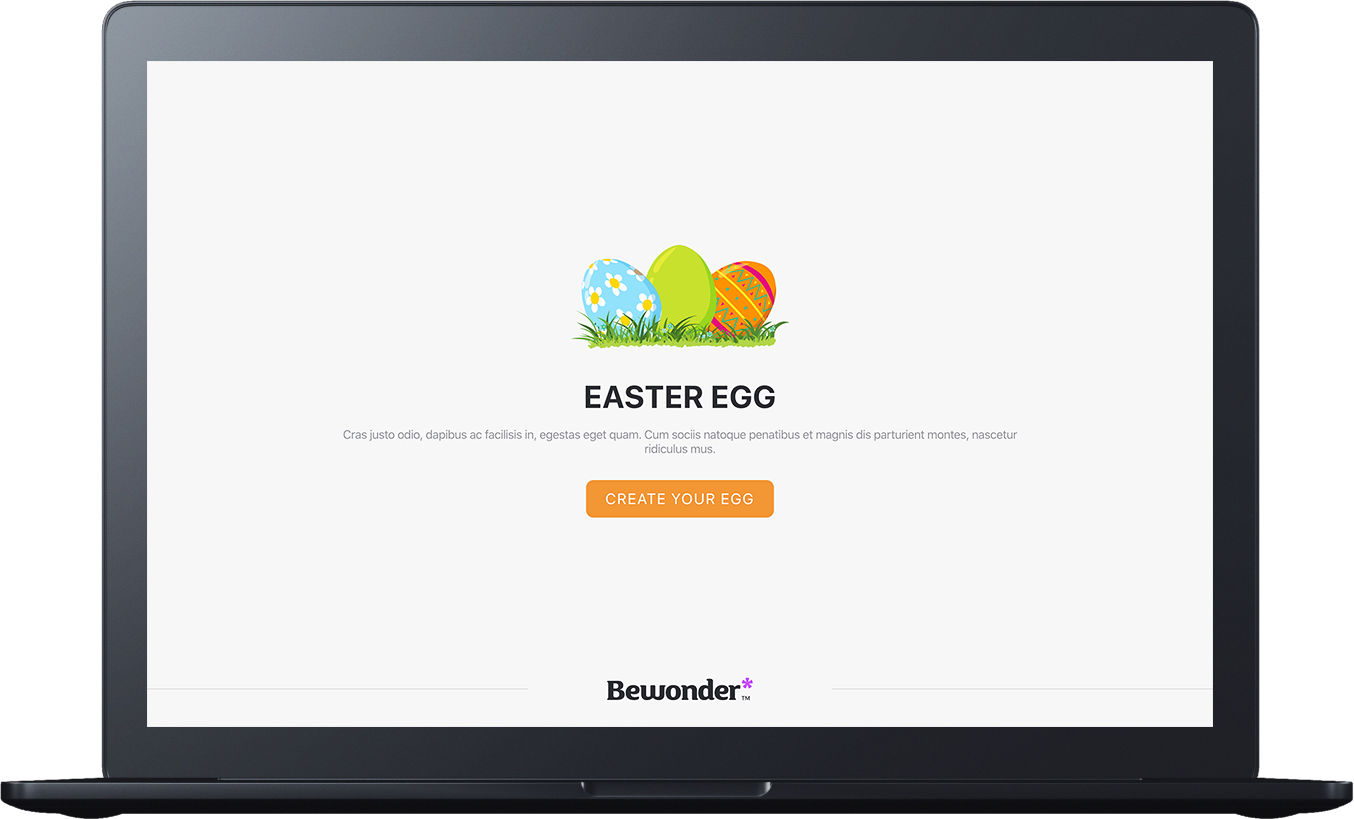 EASTER EGG
Cras justo odio, dapibus ac facilisis in, egestas eget quam. Cum sociis natoque penatibus et magnis dis parturient montes, nascetur
ridiculus mus.
CREATE YOUR EGG
Bewonder*™